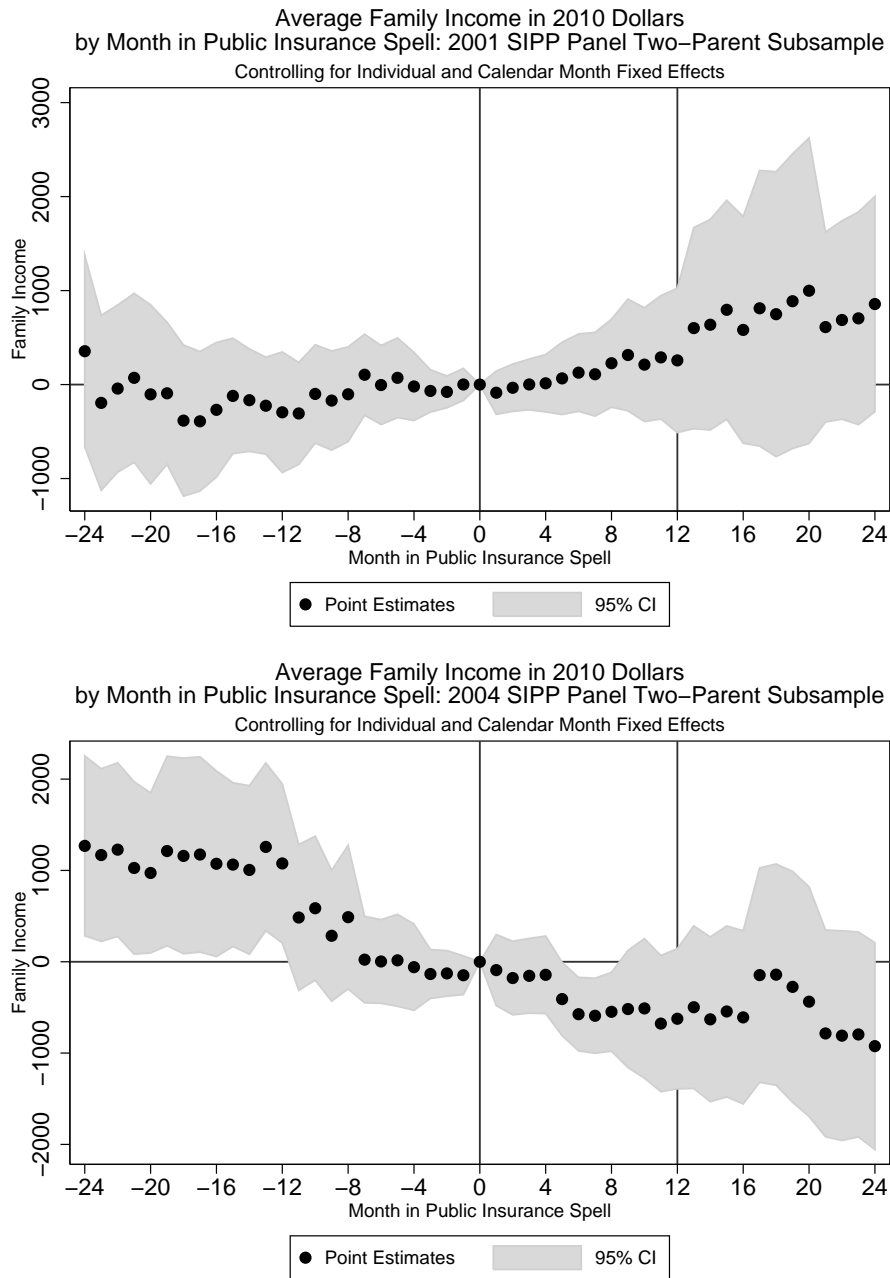 Average Family Income in 2010 Dollars
by Month in Public Insurance Spell: 2001 SIPP Panel Two−Parent Subsample
Controlling for Individual and Calendar Month Fixed Effects
3000
2000
1000
0
−1000
Family Income
−24 −20 −16 −12 −8 −4 0 4 8 12 16 20 24
Month in Public Insurance Spell
Point Estimates 95% CI
Average Family Income in 2010 Dollars
by Month in Public Insurance Spell: 2004 SIPP Panel Two−Parent Subsample
Controlling for Individual and Calendar Month Fixed Effects
2000
1000
0
−1000
−2000
Family Income
−24 −20 −16 −12 −8 −4 0 4 8 12 16 20 24
Month in Public Insurance Spell
Point Estimates 95% CI